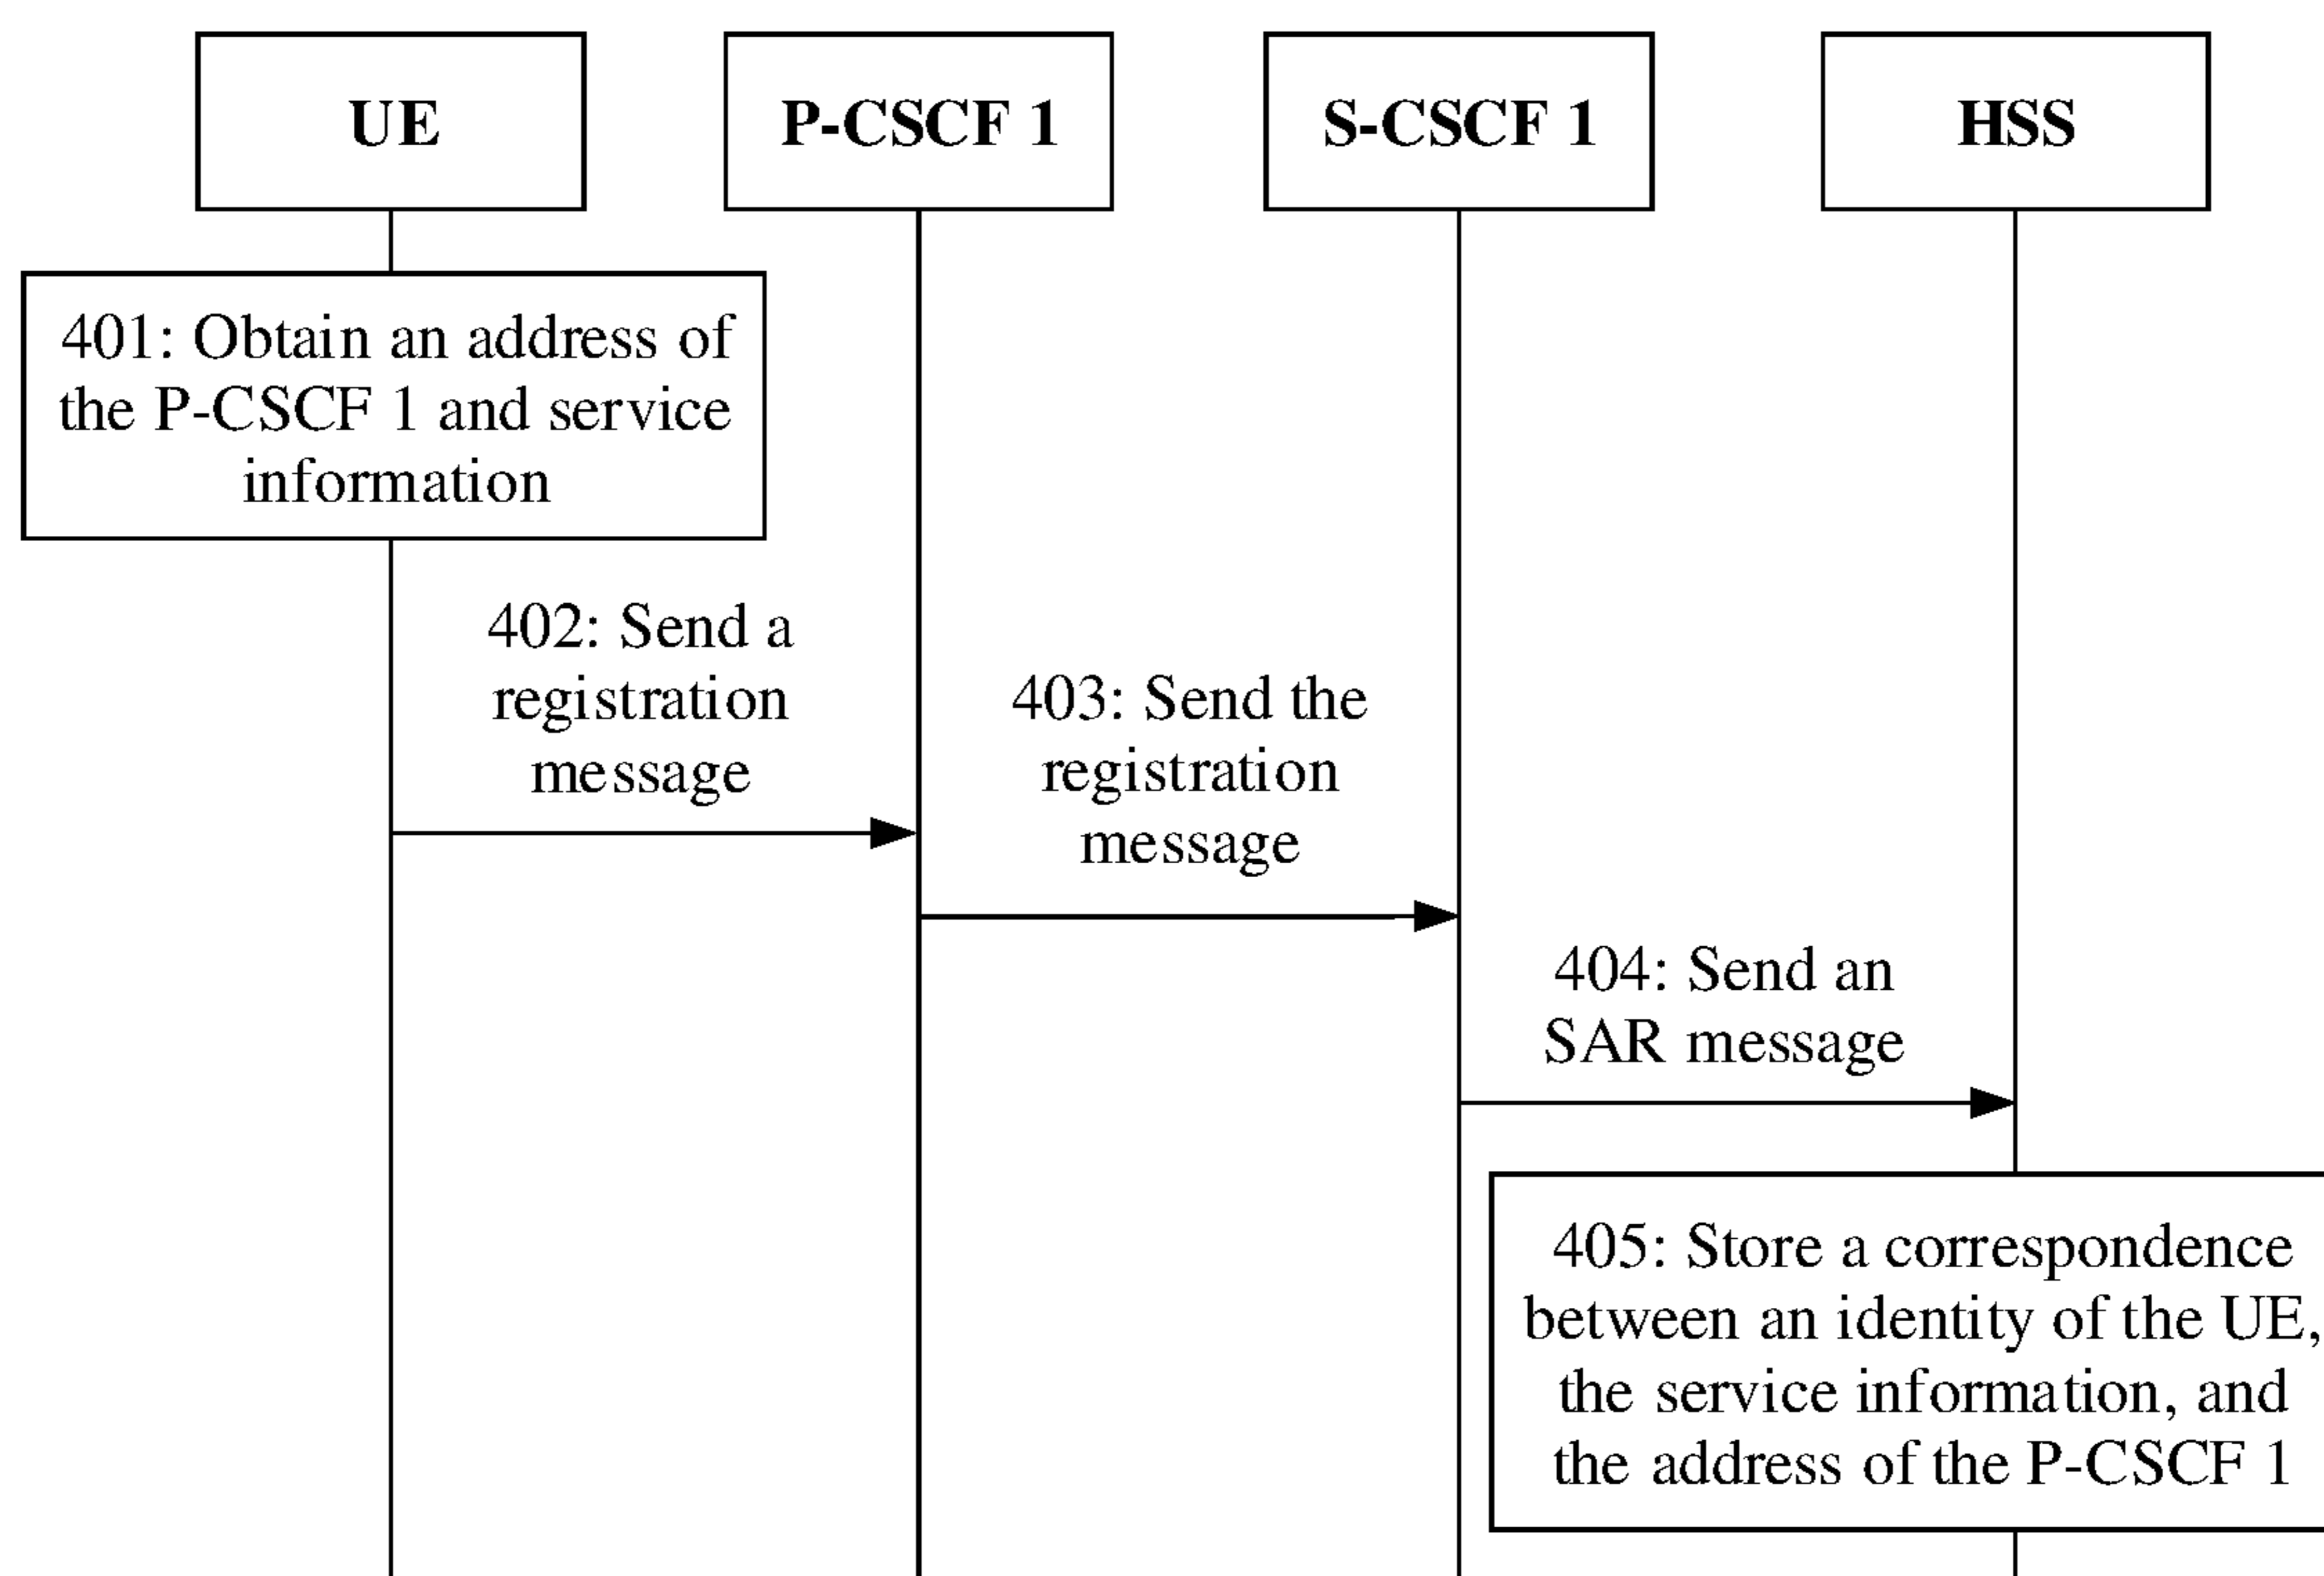 UE
P-CSCF 1
S-CSCF 1
HSS
401: Obtain an address of
the P-CSCF 1 and service
information
402: Send a
registration
message
403: Send the
registration
message
404: Send an
SAR message
405: Store a correspondence
between an identity of the UE,
the service information, and
the address of the P-CSCF 1